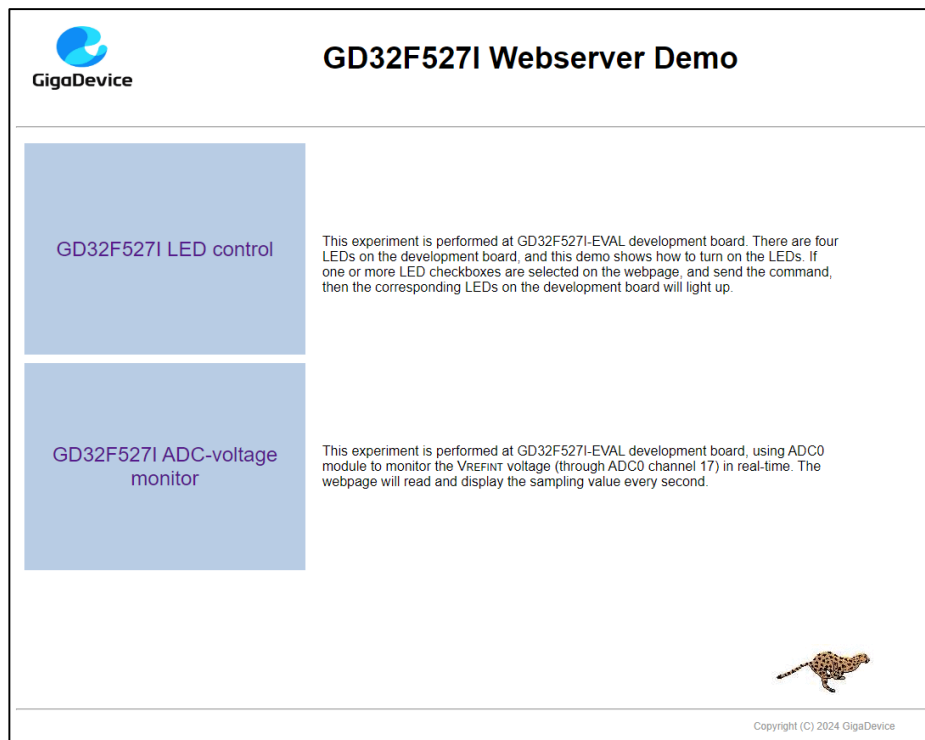 GigaDevice
GD32F527I Webserver Demo
GD32F527I LED control
This experiment is performed at GD32F527I-EVAL development board. There are four
LEDs on the development board, and this demo shows how to turn on the LEDs. If
one or more LED checkboxes are selected on the webpage, and send the command,
then the corresponding LEDs on the development board will light up.
GD32F527I ADC-voltage
monitor
This experiment is performed at GD32F527I-EVAL development board, using ADC0
module to monitor the VREFINT voltage (through ADC0 channel 17) in real-time. The
webpage will read and display the sampling value every second.
Copyright (C) 2024 GigaDevice